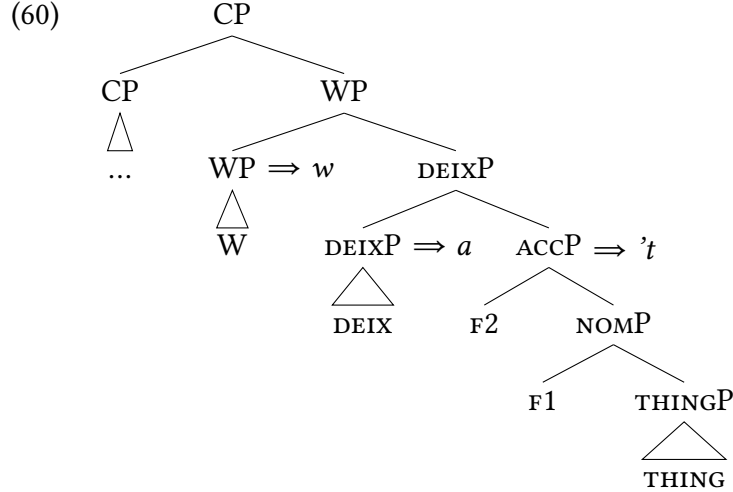 (60) CP
CP WP
... WP ⇒ w DEIXP
W DEIXP ⇒ a ACCP ⇒ 't
DEIX F2 NOMP
F1 THINGP
THING